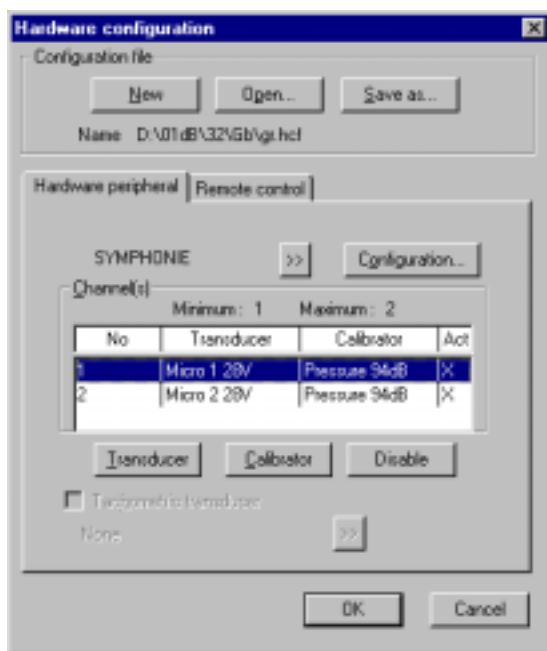 Hardware configuration
Configuration file
New Open... Save as...
Name D:\01dB\32\Gb\gr.hcf
Hardware peripheral Remote control
SYMPHONIE >> Configuration...
Channel(s)
Minimum: 1 Maximum: 2
No Transducer Calibrator Act
1 Micro 1 28V Pressure 94dB X
2 Micro 2 28V Pressure 94dB X
Transducer Calibrator Disable
Tachymetric transducer
None >>
OK Cancel